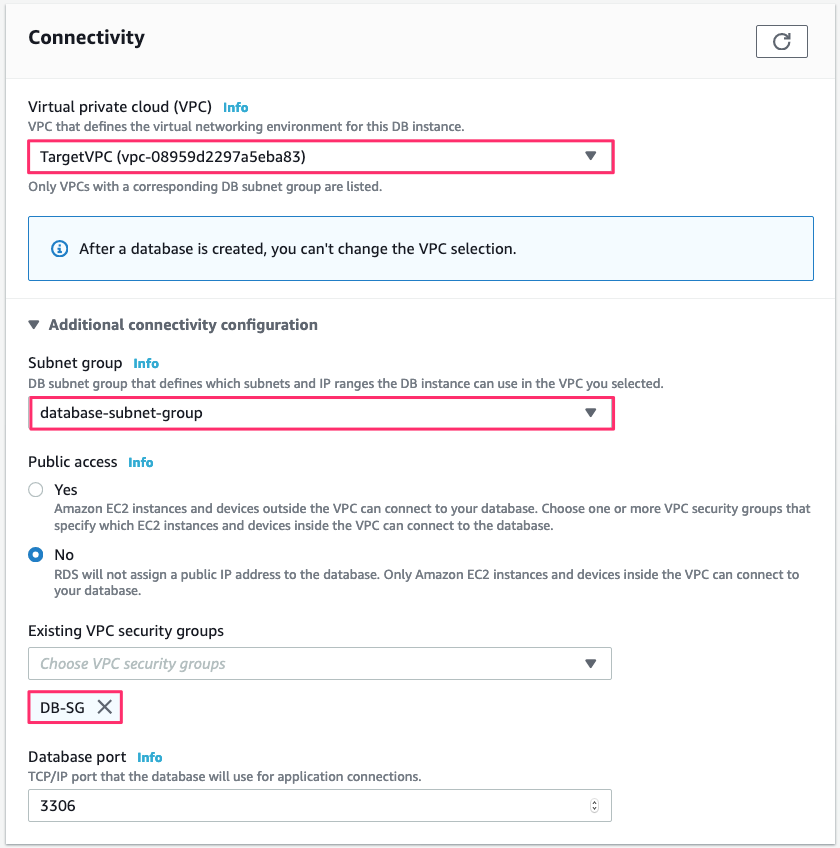 Connectivity
Virtual private cloud (VPC) Info
VPC that defines the virtual networking environment for this DB instance.
TargetVPC (vpc-08959d2297a5eba83)
Only VPCs with a corresponding DB subnet group are listed.
After a database is created, you can't change the VPC selection.
Additional connectivity configuration
Subnet group Info
DB subnet group that defines which subnets and IP ranges the DB instance can use in the VPC you selected.
database-subnet-group
Public access Info
Yes
Amazon EC2 instances and devices outside the VPC can connect to your database. Choose one or more VPC security groups that
specify which EC2 instances and devices inside the VPC can connect to the database.
No
RDS will not assign a public IP address to the database. Only Amazon EC2 instances and devices inside the VPC can connect to
your database.
Existing VPC security groups
Choose VPC security groups
DB-SG
Database port Info
TCP/IP port that the database will use for application connections.
3306